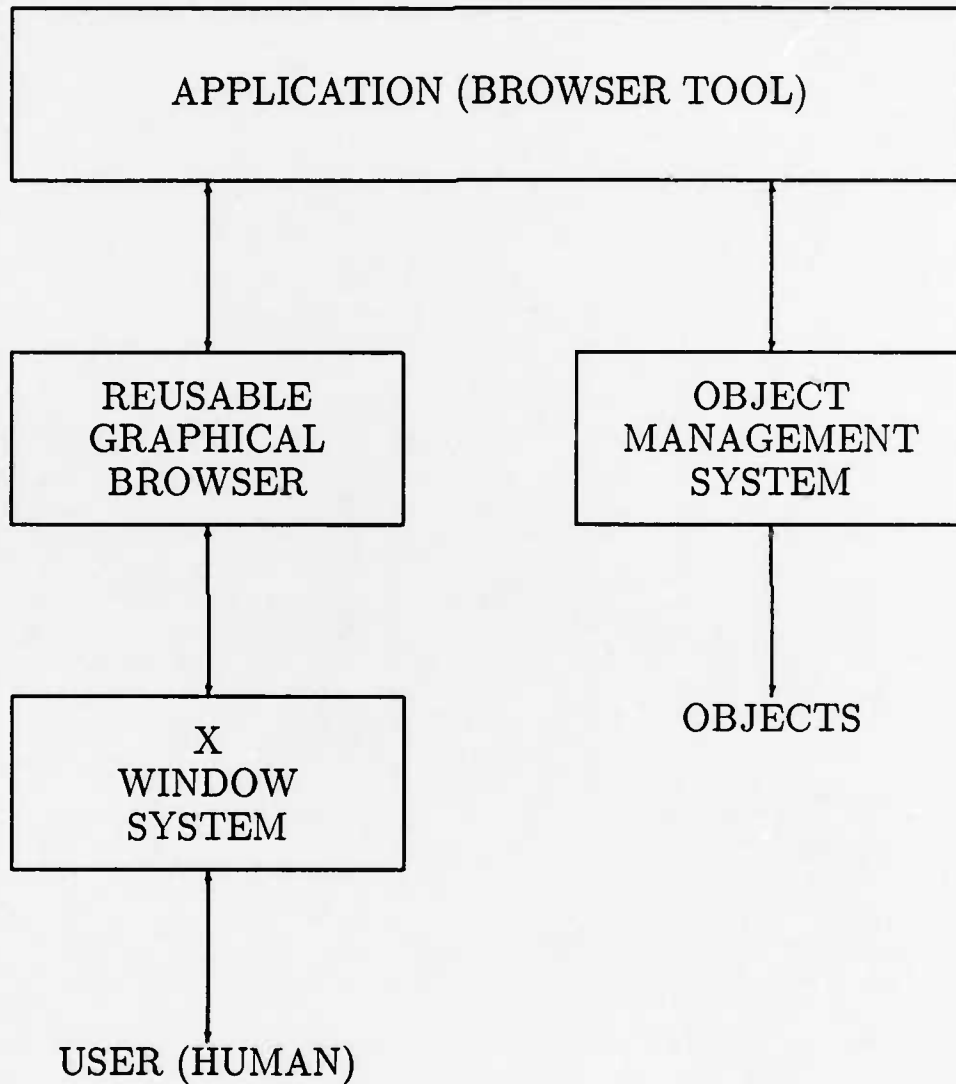 APPLICATION (BROWSER TOOL)
REUSABLE
GRAPHICAL
BROWSER
OBJECT
MANAGEMENT
SYSTEM
X
WINDOW
SYSTEM
OBJECTS
USER (HUMAN)